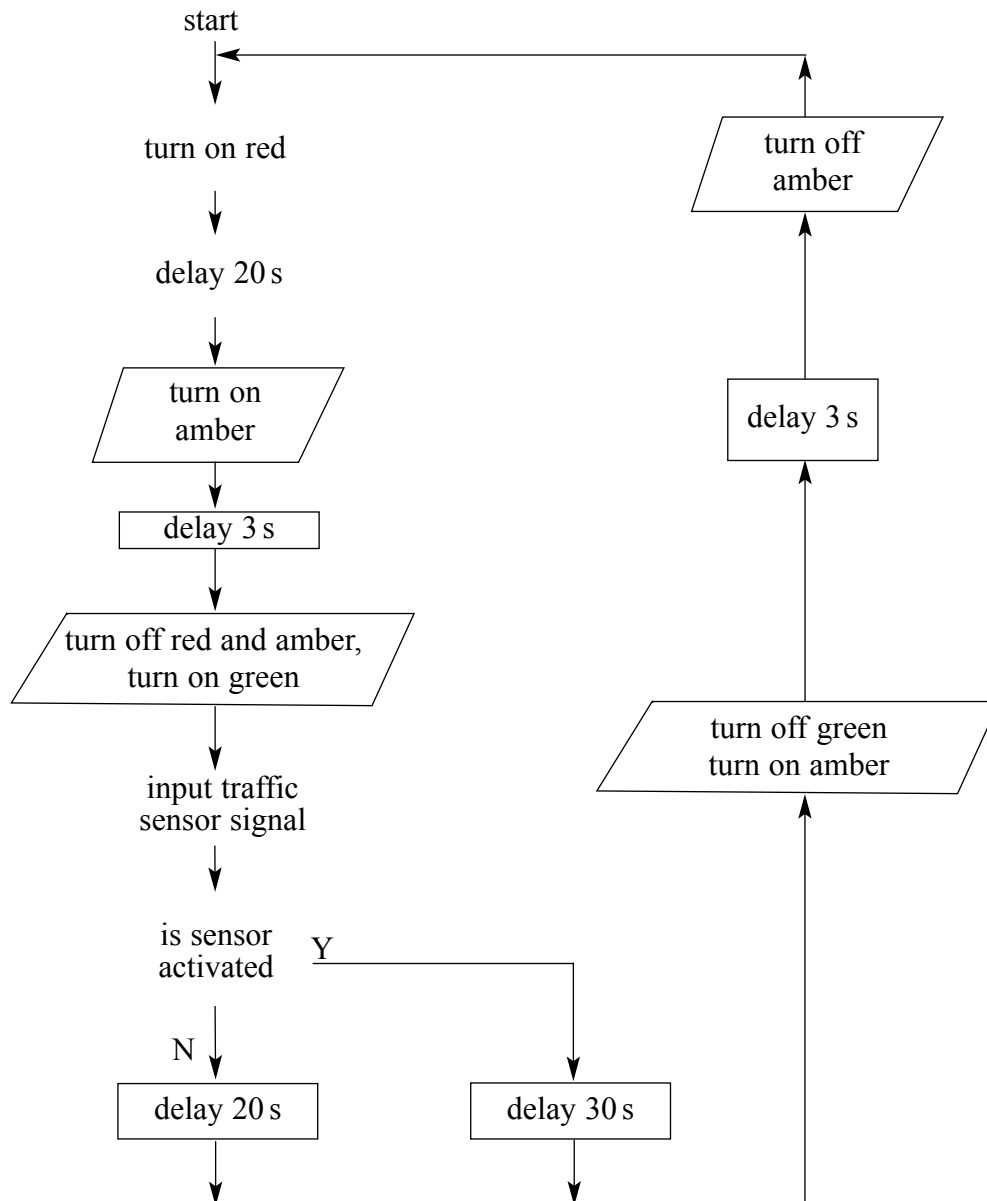 start
turn on red
delay 20 s
turn on
amber
delay 3 s
turn off red and amber,
turn on green
input traffic
sensor signal
is sensor
activated
Y
N
delay 20 s
delay 30 s
turn off green
turn on amber
delay 3 s
turn off
amber